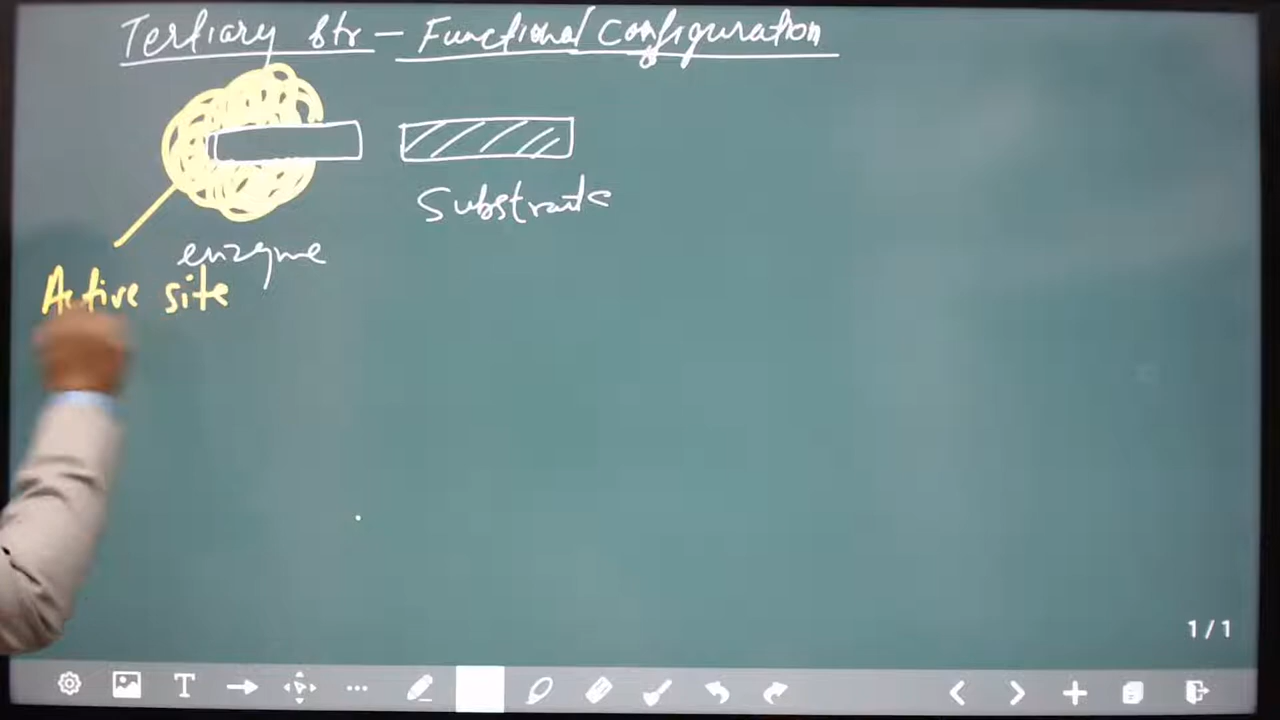 Tertiary Str - Functional Configuration
Substrate
enzyme
Active site
1/1
T